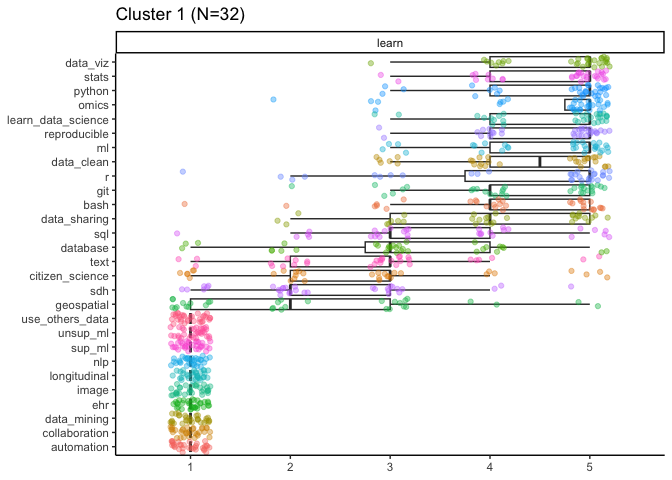 Cluster 1 (N=32)
learn
data_viz
stats
python
omics
learn_data_science
reproducible
ml
data_clean
r
git
bash
data_sharing
sql
database
text
citizen_science
sdh
geospatial
use_others_data
unsup_ml
sup_ml
nlp
longitudinal
image
ehr
data_mining
collaboration
automation
1 2 3 4 5